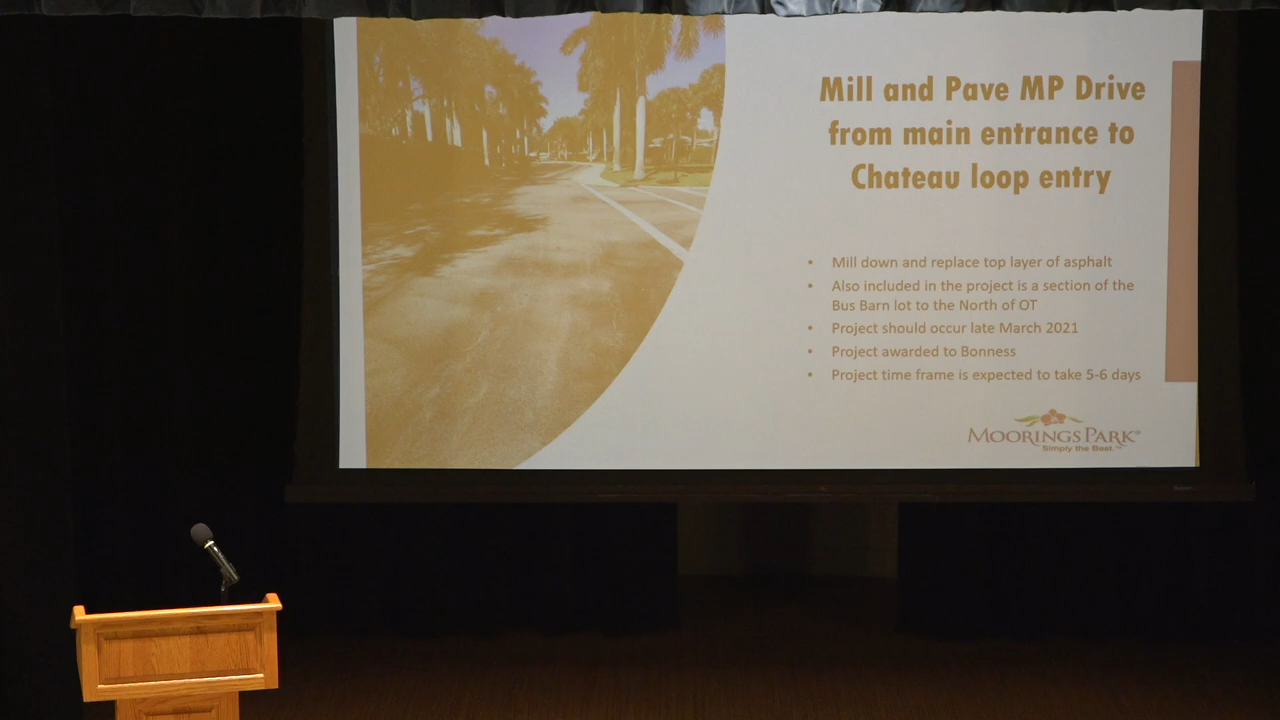 Mill and Pave MP Drive
from main entrance to
Chateau loop entry
• Mill down and replace top layer of asphalt
• Also included in the project is a section of the
Bus Barn lot to the North of OT
• Project should occur late March 2021
• Project awarded to Bonness
• Project time frame is expected to take 5-6 days
MOORINGS PARK®
Simply the Best.™